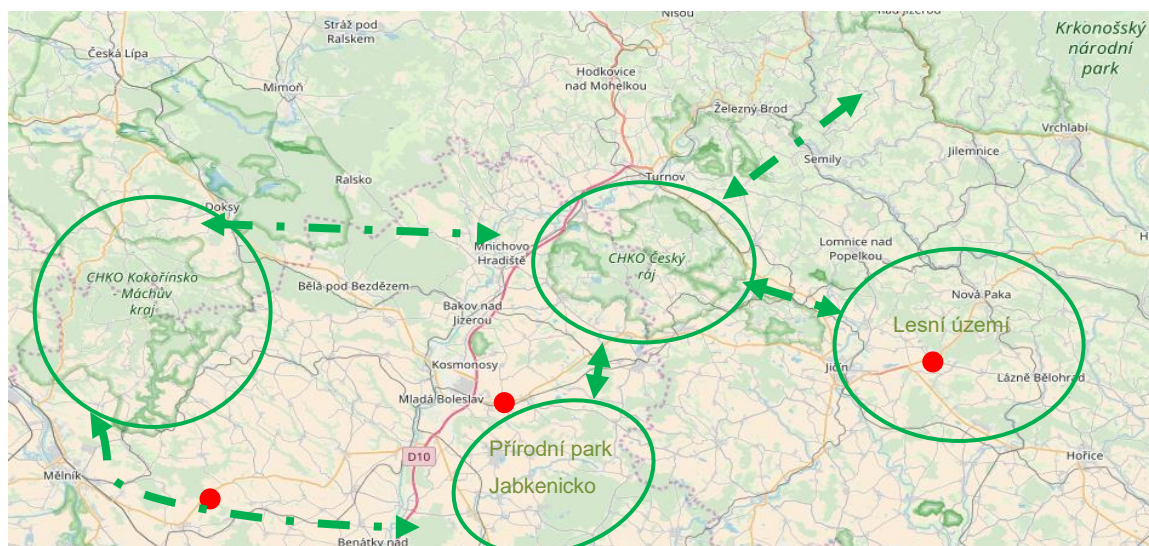 Nisou
Rad Jizerou
Krkonošský
národní
park
Stráž pod
Ralskem
Česká Lípa
Hodkovice
nad Mohelkou
Mimoň
Železný Brod
Vrchlabí
Jilemnice
Semily
Turnov
Ralsko
Doksy
Mnichovo
Hradiště
CHKO Český
ráj
Lomnice nad
Popelkou
CHKO Kokořínsko
- Máchův
kraj
Bělá pod Bezdězem
Nová Paka
Bakov nad
Jizerou
Lesní území
Kosmonosy
Jičín
Lázně Bělohrad
Mladá Boleslav
Přírodní park
Jabkenicko
D10
Mělník
Hořice
Benátky nad